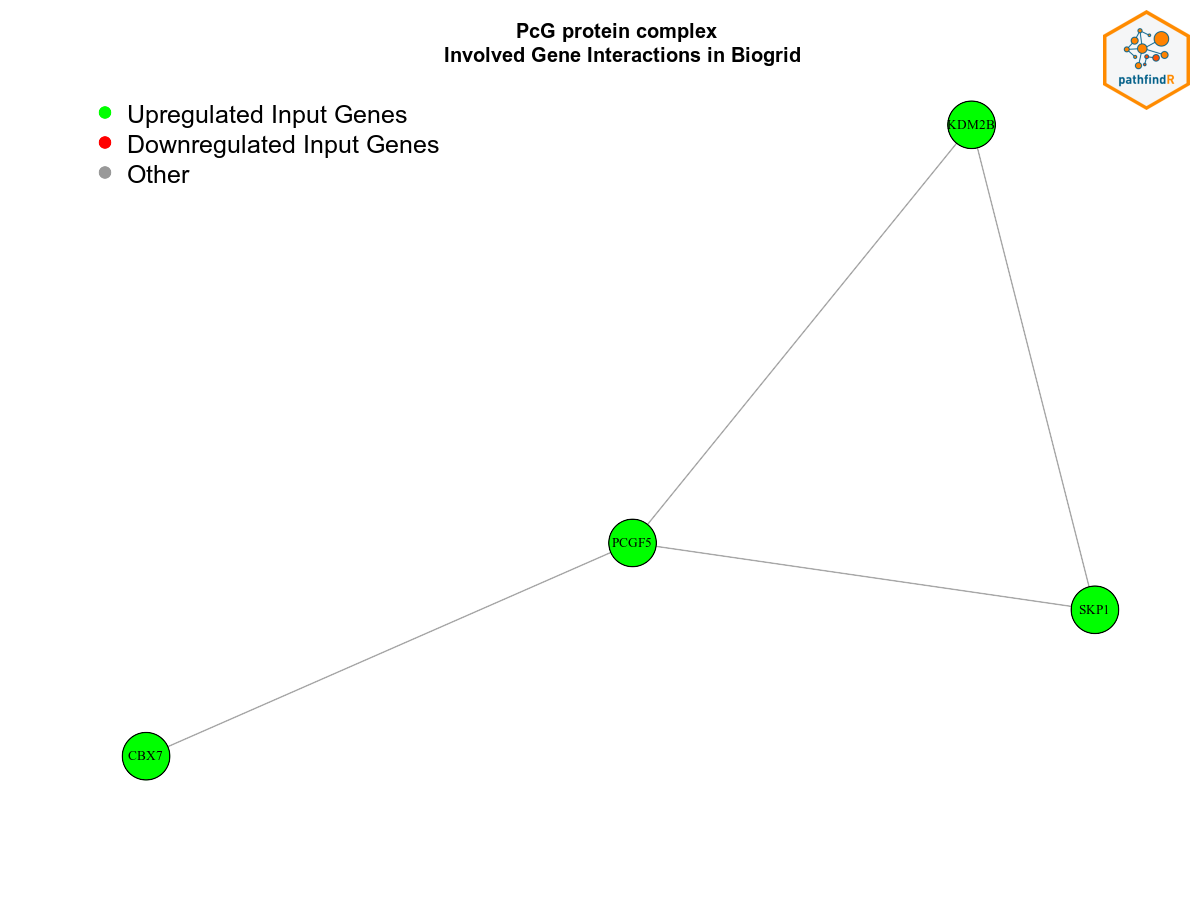 PcG protein complex
Involved Gene Interactions in Biogrid
pathfindR
Upregulated Input Genes
Downregulated Input Genes
Other
KDM2B
PCGF5
SKP1
CBX7